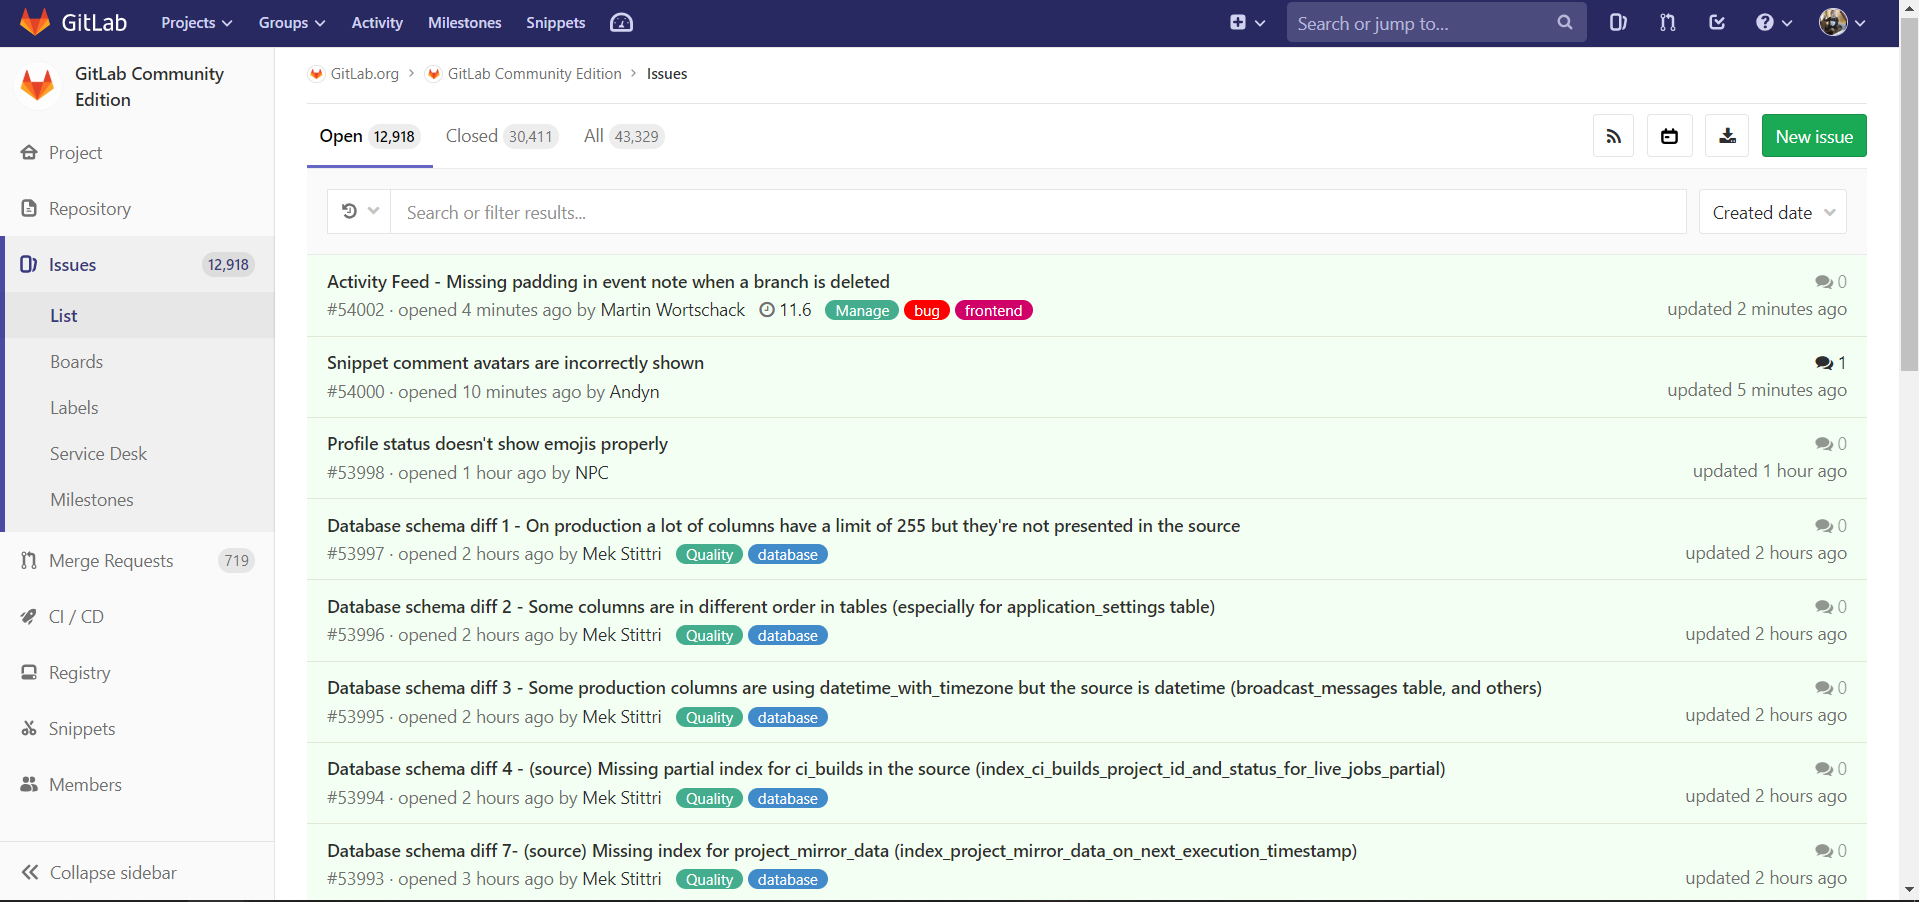 GitLab Projects Groups Activity Milestones Snippets Search or jump to...
GitLab Community
Edition
Project
Repository
Issues 12,918
List
Boards
Labels
Service Desk
Milestones
Merge Requests 719
CI / CD
Registry
Snippets
Members
Collapse sidebar
GitLab.org > GitLab Community Edition > Issues
Open 12,918 Closed 30,411 All 43,329 New issue
Search or filter results... Created date
Activity Feed - Missing padding in event note when a branch is deleted 0
#54002 · opened 4 minutes ago by Martin Wortschack 11.6 Manage bug frontend updated 2 minutes ago
Snippet comment avatars are incorrectly shown 1
#54000 · opened 10 minutes ago by Andyn updated 5 minutes ago
Profile status doesn't show emojis properly 0
#53998 · opened 1 hour ago by NPC updated 1 hour ago
Database schema diff 1 - On production a lot of columns have a limit of 255 but they're not presented in the source 0
#53997 · opened 2 hours ago by Mek Stittri Quality database updated 2 hours ago
Database schema diff 2 - Some columns are in different order in tables (especially for application_settings table) 0
#53996 · opened 2 hours ago by Mek Stittri Quality database updated 2 hours ago
Database schema diff 3 - Some production columns are using datetime_with_timezone but the source is datetime (broadcast_messages table, and others) 0
#53995 · opened 2 hours ago by Mek Stittri Quality database updated 2 hours ago
Database schema diff 4 - (source) Missing partial index for ci_builds in the source (index_ci_builds_project_id_and_status_for_live_jobs_partial) 0
#53994 · opened 2 hours ago by Mek Stittri Quality database updated 2 hours ago
Database schema diff 7- (source) Missing index for project_mirror_data (index_project_mirror_data_on_next_execution_timestamp) 0
#53993 · opened 3 hours ago by Mek Stittri Quality database updated 2 hours ago